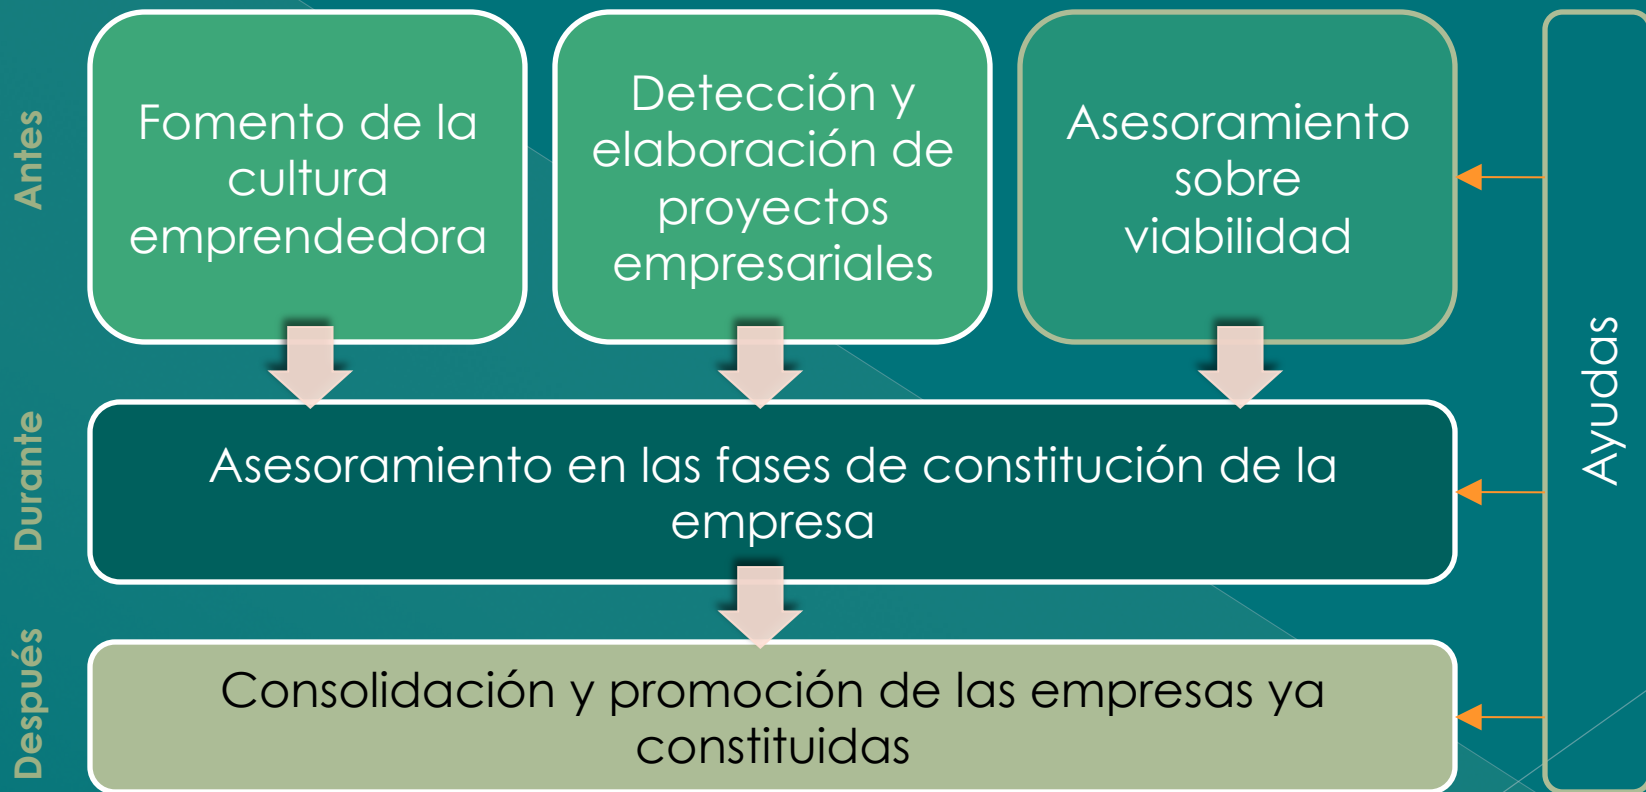 Antes
Fomento de la
cultura
emprendedora
Detección y
elaboración de
proyectos
empresariales
Asesoramiento
sobre
viabilidad
Durante
Asesoramiento en las fases de constitución de la
empresa
Después
Consolidación y promoción de las empresas ya
constituidas
Ayudas